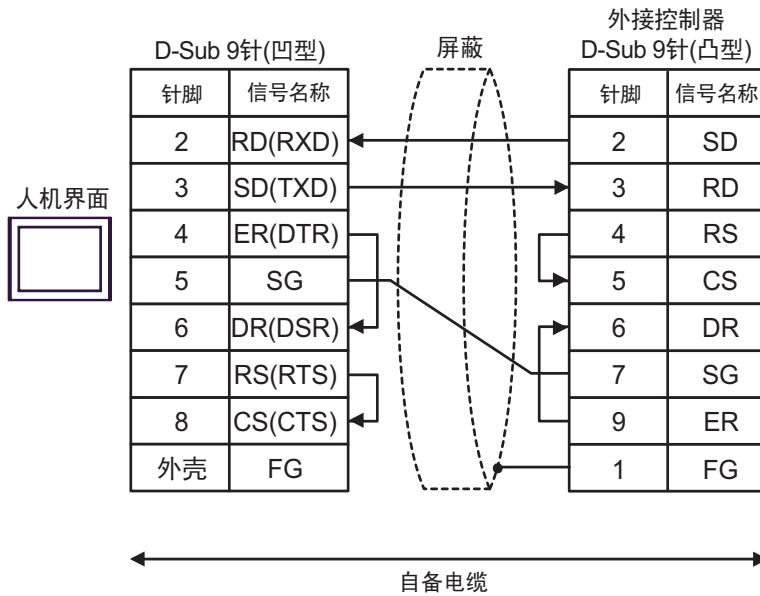 外接控制器
D-Sub 9针(凹型) 屏蔽 D-Sub 9针(凸型)
针脚 信号名称 针脚 信号名称
2 RD(RXD) 2 SD
3 SD(TXD) 3 RD
人机界面
4 ER(DTR) 4 RS
5 SG 5 CS
6 DR(DSR) 6 DR
7 RS(RTS) 7 SG
8 CS(CTS) 9 ER
外壳 FG 1 FG
自备电缆